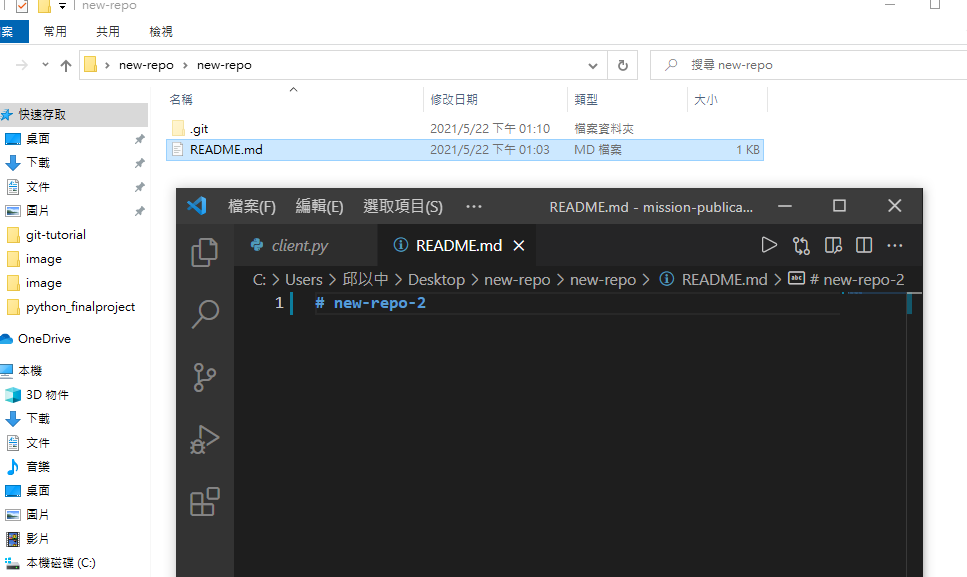 new-repo
案 常用 共用 檢視
new-repo › new-repo 搜尋 new-repo
名稱 修改日期 類型 大小
快速存取
桌面
下載
文件
圖片
git-tutorial
image
image
python_finalproject
OneDrive
本機
3D 物件
下載
文件
音樂
桌面
圖片
影片
本機磁碟 (C:)
.git 2021/5/22 下午 01:10 檔案資料夾
README.md 2021/5/22 下午 01:03 MD 檔案 1 KB
檔案(F) 編輯(E) 選取項目(S) ··· README.md - mission-publica...
client.py README.md
C: > Users > 邱以中 > Desktop > new-repo > new-repo > README.md > abc # new-repo-2
1 # new-repo-2